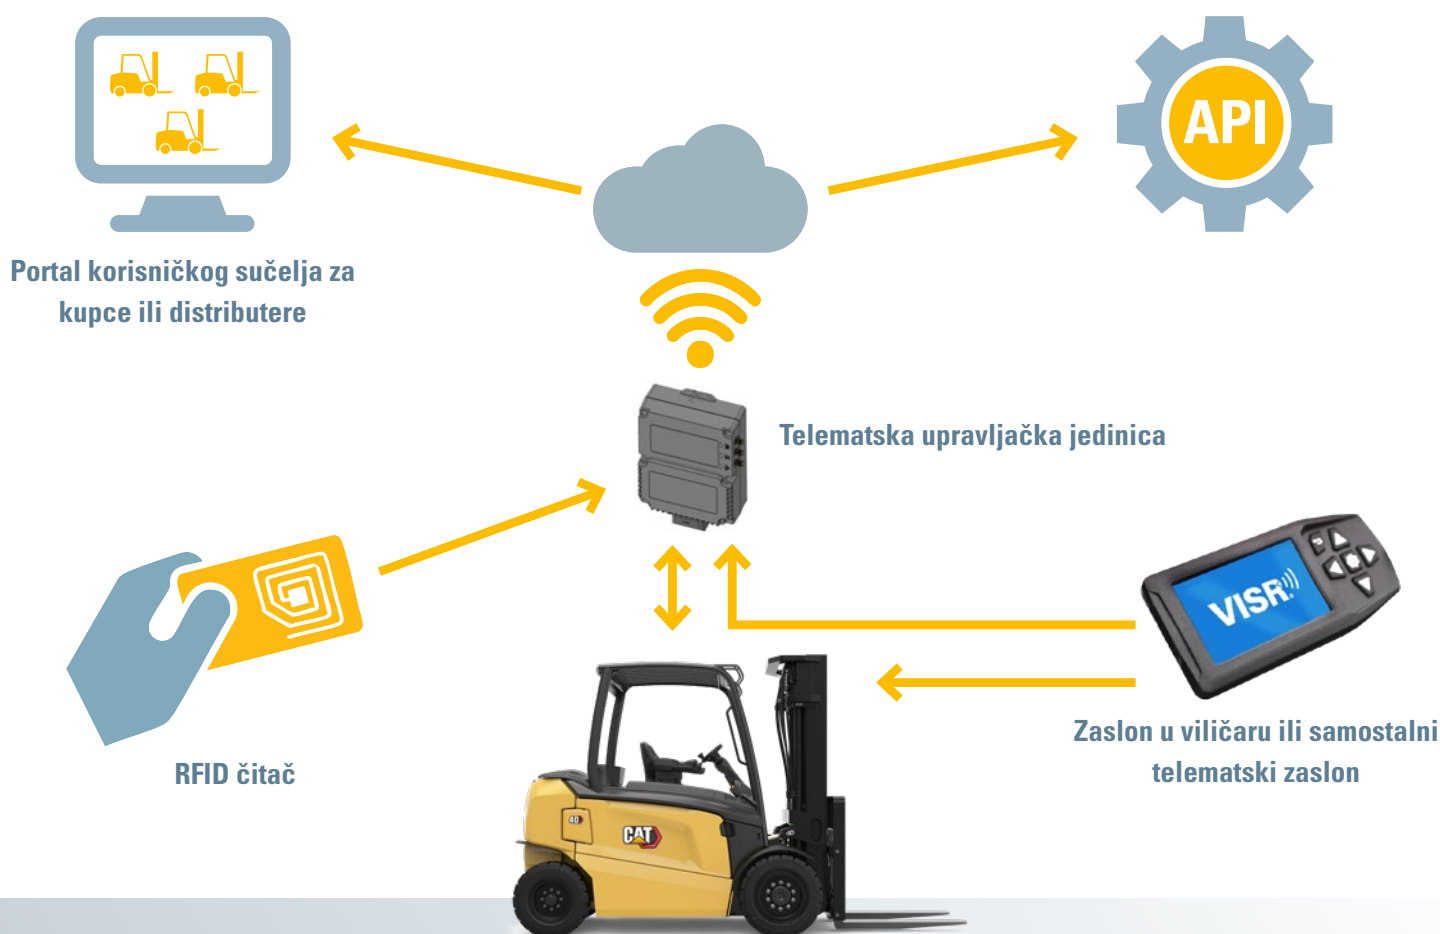 API
Portal korisničkog sučelja za
kupce ili distributere
Telematska upravljačka jedinica
VISR
Zaslon u viličaru ili samostalni
telematski zaslon
RFID čitač
40
CAT